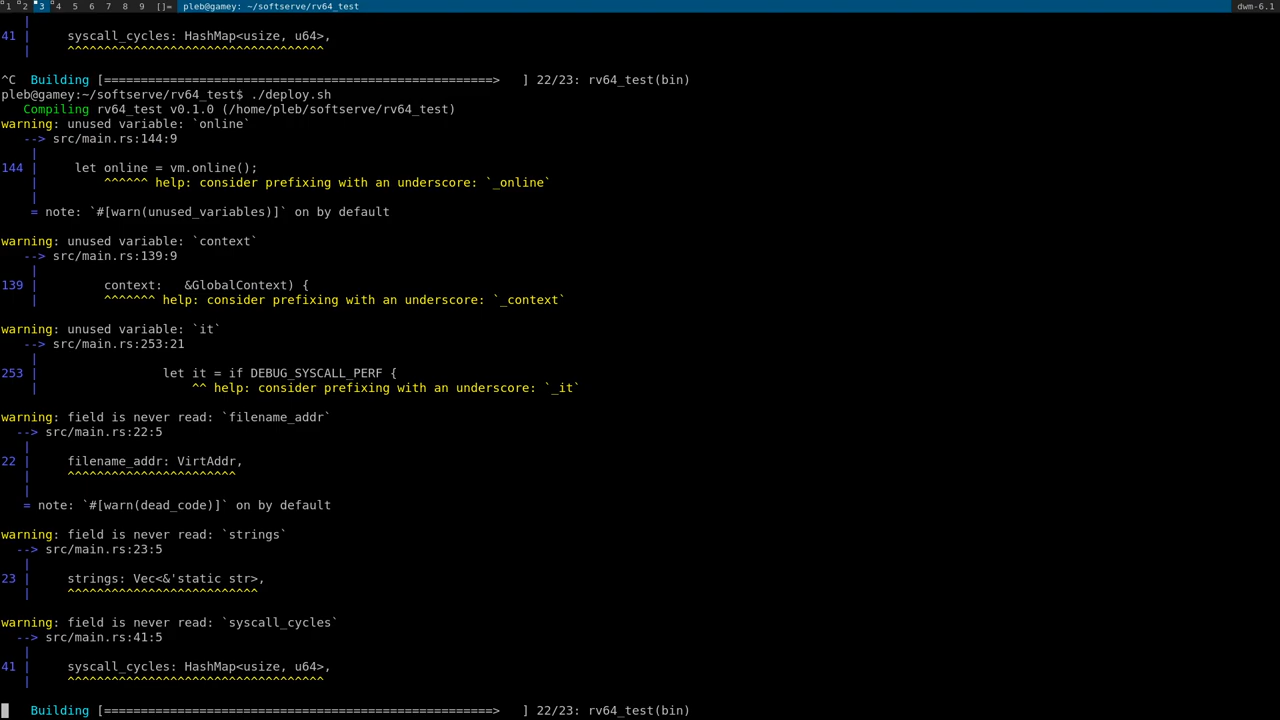 1 2 3 4 5 6 7 8 9 []= pleb@gamey: ~/softserve/rv64_test dwm-6.1
   |
41 |     syscall_cycles: HashMap<usize, u64>,
   |     ^^^^^^^^^^^^^^^^^^^^^^^^^^^^^^^^^^^

^C  Building [=====================================================>   ] 22/23: rv64_test(bin)
pleb@gamey:~/softserve/rv64_test$ ./deploy.sh
   Compiling rv64_test v0.1.0 (/home/pleb/softserve/rv64_test)
warning: unused variable: `online`
   --> src/main.rs:144:9
    |
144 |     let online = vm.online();
    |         ^^^^^^ help: consider prefixing with an underscore: `_online`
    |
    = note: `#[warn(unused_variables)]` on by default

warning: unused variable: `context`
   --> src/main.rs:139:9
    |
139 |         context:   &GlobalContext) {
    |         ^^^^^^^ help: consider prefixing with an underscore: `_context`

warning: unused variable: `it`
   --> src/main.rs:253:21
    |
253 |                 let it = if DEBUG_SYSCALL_PERF {
    |                     ^^ help: consider prefixing with an underscore: `_it`

warning: field is never read: `filename_addr`
  --> src/main.rs:22:5
   |
22 |     filename_addr: VirtAddr,
   |     ^^^^^^^^^^^^^^^^^^^^^^^
   |
   = note: `#[warn(dead_code)]` on by default

warning: field is never read: `strings`
  --> src/main.rs:23:5
   |
23 |     strings: Vec<&'static str>,
   |     ^^^^^^^^^^^^^^^^^^^^^^^^^^

warning: field is never read: `syscall_cycles`
  --> src/main.rs:41:5
   |
41 |     syscall_cycles: HashMap<usize, u64>,
   |     ^^^^^^^^^^^^^^^^^^^^^^^^^^^^^^^^^^^

    Building [=====================================================>   ] 22/23: rv64_test(bin)